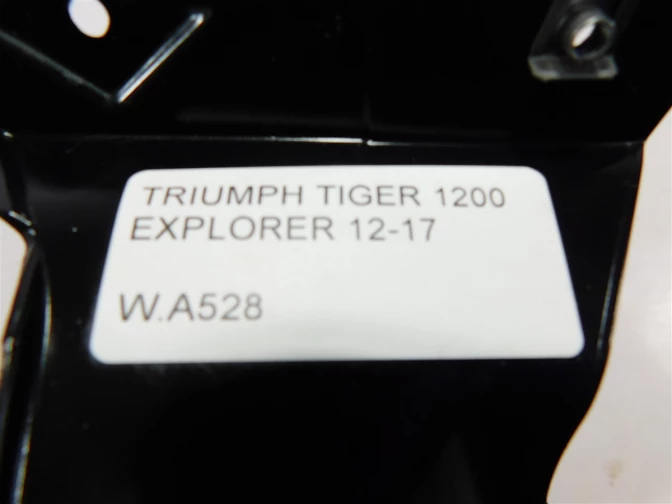 TRIUMPH TIGER 1200
EXPLORER 12-17
W.A528